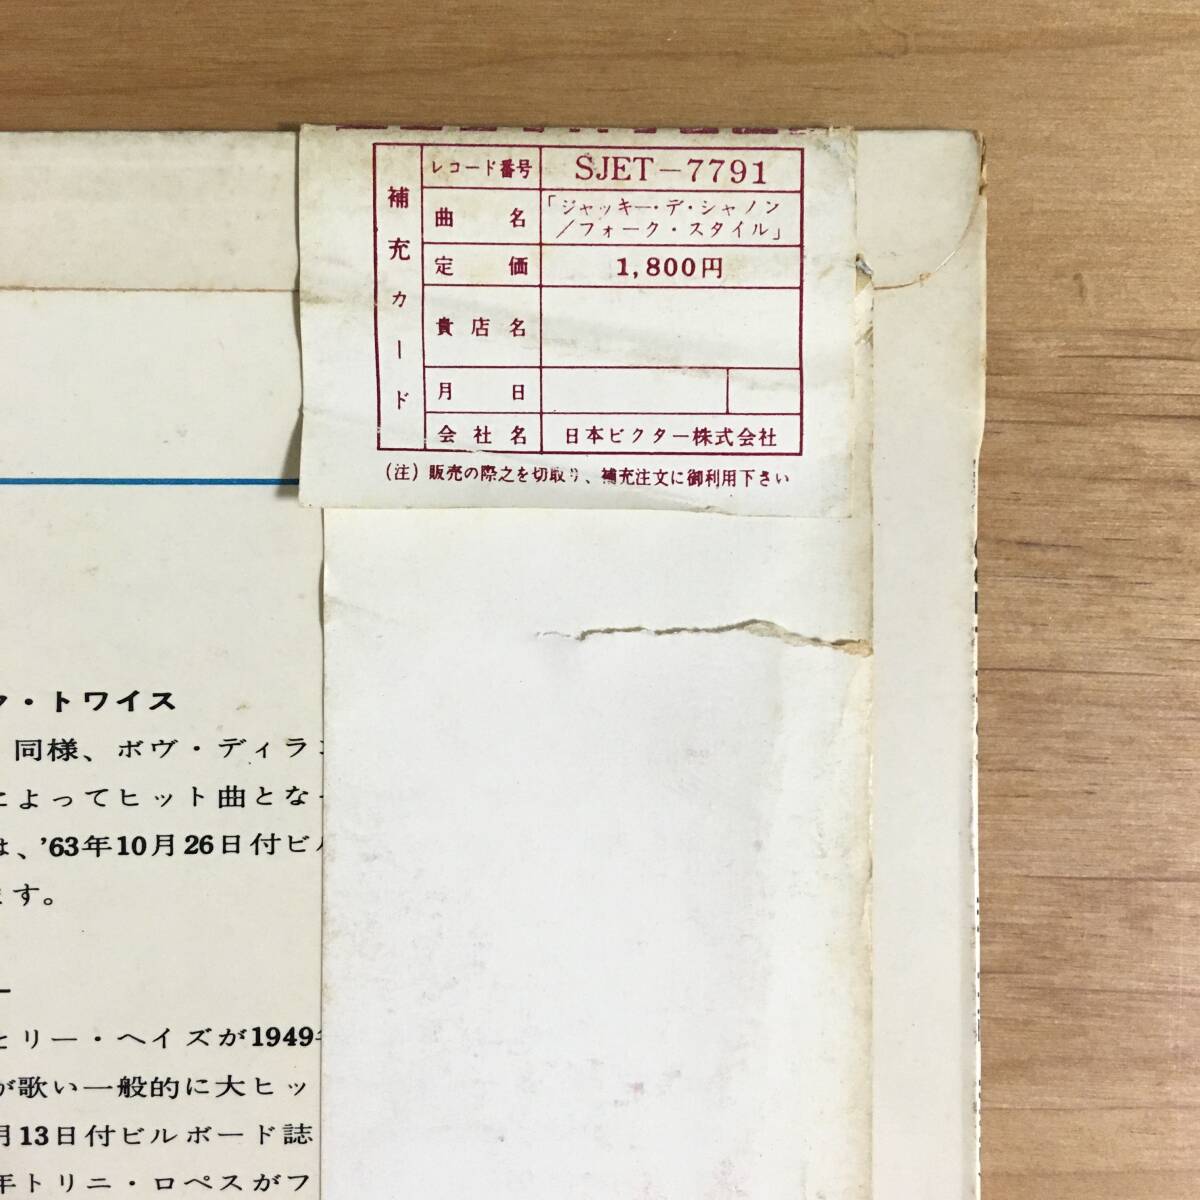 補充カード
レコード番号 SJET-7791
曲名 「ジャッキー・デ・シャノン
/フォーク・スタイル」
定価 1,800円
貴店名
月日
会社名 日本ビクター株式会社
(注) 販売の際之を切取り、補充注文に御利用下さい
・トワイス
同様、ボヴ・ディラ
によってヒット曲とな
は、'63年10月26日付ビ
ます。
ー
ヒリー・ヘイズが1949
が歌い一般的に大ヒッ
月13日付ビルボード誌
年トリニ・ロペスがフ